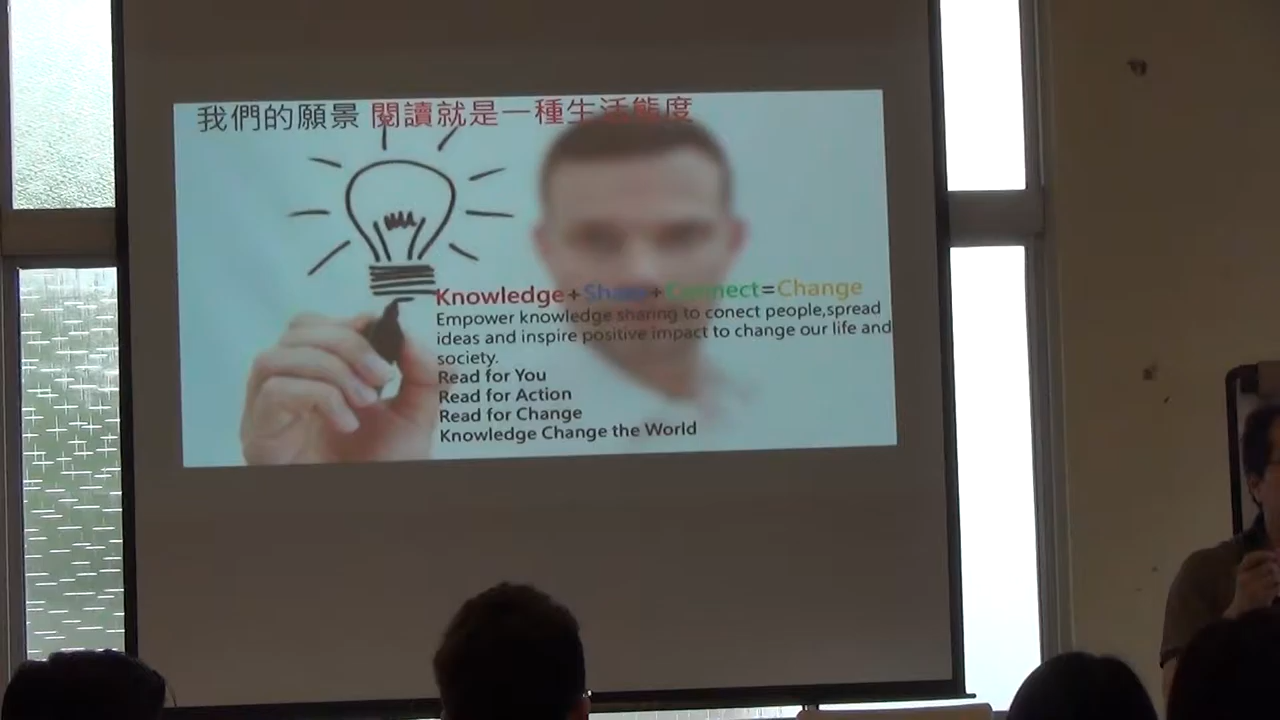 我們的願景 閱讀就是一種生活態度
Knowledge+Share+Connect=Change
Empower knowledge sharing to conect people,spread
ideas and inspire positive impact to change our life and
society.
Read for You
Read for Action
Read for Change
Knowledge Change the World